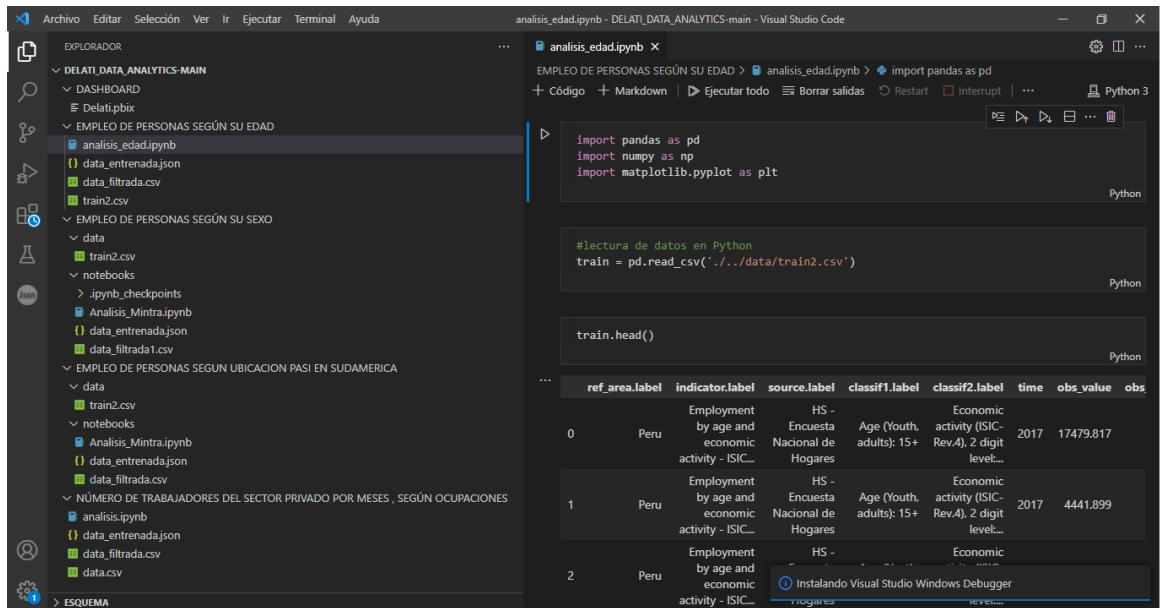 Archivo Editar Selección Ver Ir Ejecutar Terminal Ayuda
analisis_edad.ipynb - DELATI_DATA_ANALYTICS-main - Visual Studio Code
EXPLORADOR
DELATI_DATA_ANALYTICS-MAIN
DASHBOARD
Delati.pbix
EMPLEO DE PERSONAS SEGÚN SU EDAD
analisis_edad.ipynb
data_entrenada.json
data_filtrada.csv
train2.csv
EMPLEO DE PERSONAS SEGÚN SU SEXO
data
train2.csv
notebooks
.ipynb_checkpoints
Analisis_Mintra.ipynb
data_entrenada.json
data_filtrada1.csv
EMPLEO DE PERSONAS SEGUN UBICACION PASI EN SUDAMERICA
data
train2.csv
notebooks
Analisis_Mintra.ipynb
data_entrenada.json
data_filtrada.csv
NÚMERO DE TRABAJADORES DEL SECTOR PRIVADO POR MESES , SEGÚN OCUPACIONES
analisis.ipynb
data_entrenada.json
data_filtrada.csv
data.csv
ESQUEMA
Json
1
analisis_edad.ipynb
EMPLEO DE PERSONAS SEGÚN SU EDAD > analisis_edad.ipynb > import pandas as pd
+ Código + Markdown Ejecutar todo Borrar salidas Restart Interrupt Python 3
import pandas as pd
import numpy as np
import matplotlib.pyplot as plt
Python
#lectura de datos en Python
train = pd.read_csv('./../data/train2.csv')
Python
train.head()
Python
ref_area.label indicator.label source.label classif1.label classif2.label time obs_value obs_
Employment HS - Economic
by age and Encuesta Age (Youth, activity (ISIC-
0 Peru economic Nacional de adults): 15+ Rev.4), 2 digit 2017 17479.817
activity - ISIC... Hogares level:...
Employment HS - Economic
by age and Encuesta Age (Youth, activity (ISIC-
1 Peru economic Nacional de adults): 15+ Rev.4), 2 digit 2017 4441.899
activity - ISIC... Hogares level:...
Employment HS - Economic
by age and
2 Peru economic
activity - ISIC... Hogares level:...
Instalando Visual Studio Windows Debugger